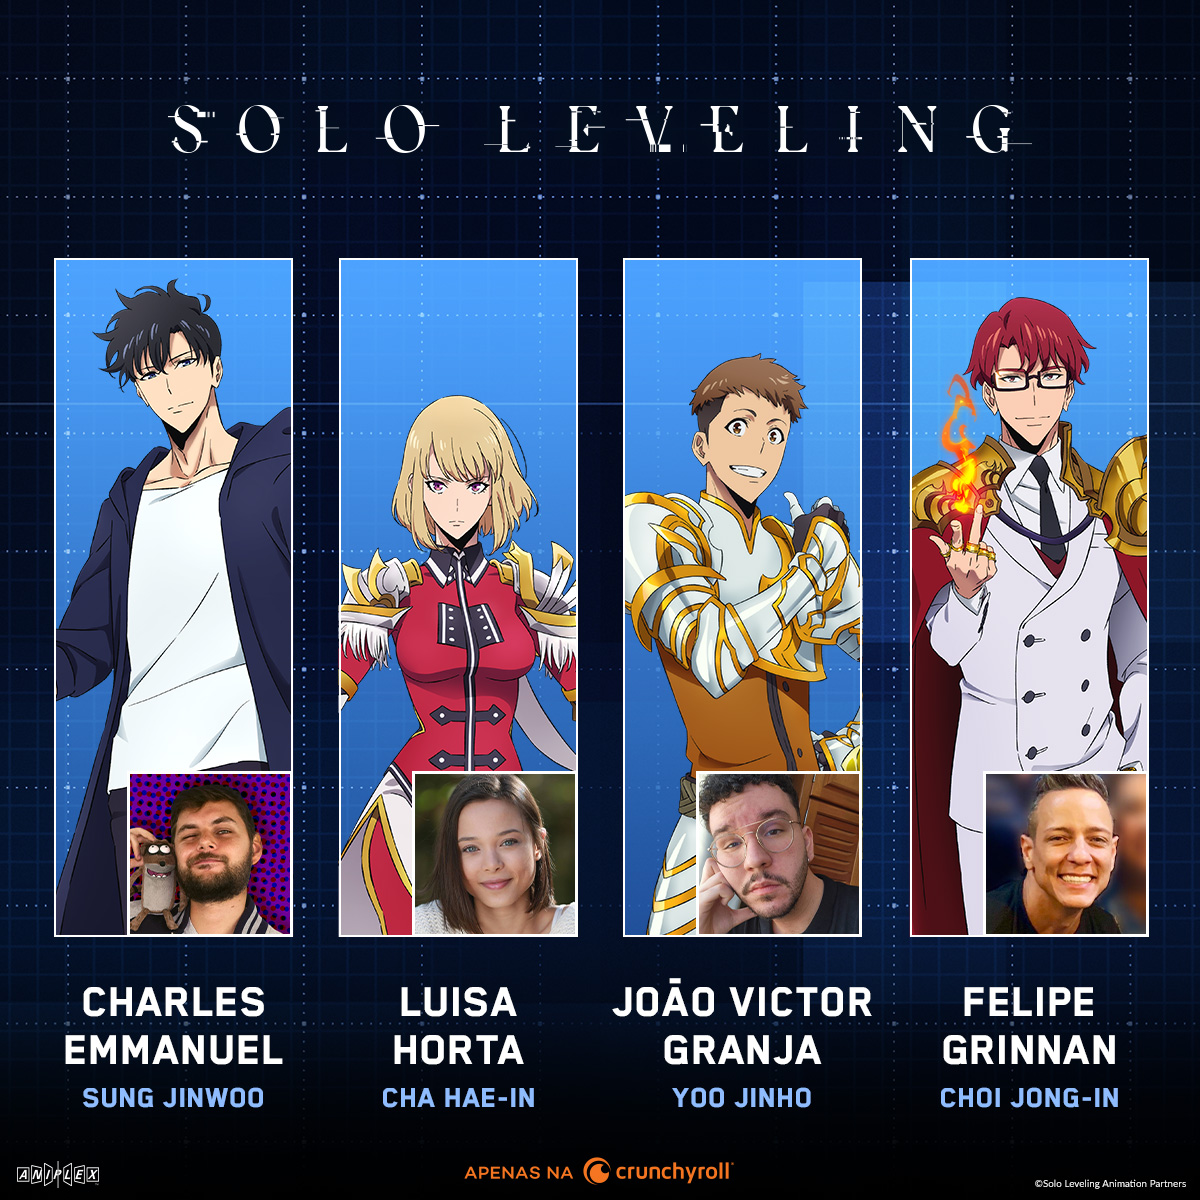 SOLO LEVELING
CHARLES
EMMANUEL
SUNG JINWOO
LUISA
HORTA
CHA HAE-IN
JOÃO VICTOR
GRANJA
YOO JINHO
FELIPE
GRINNAN
CHOI JONG-IN
ANIPLEX
APENAS NA crunchyroll
©Solo Leveling Animation Partners